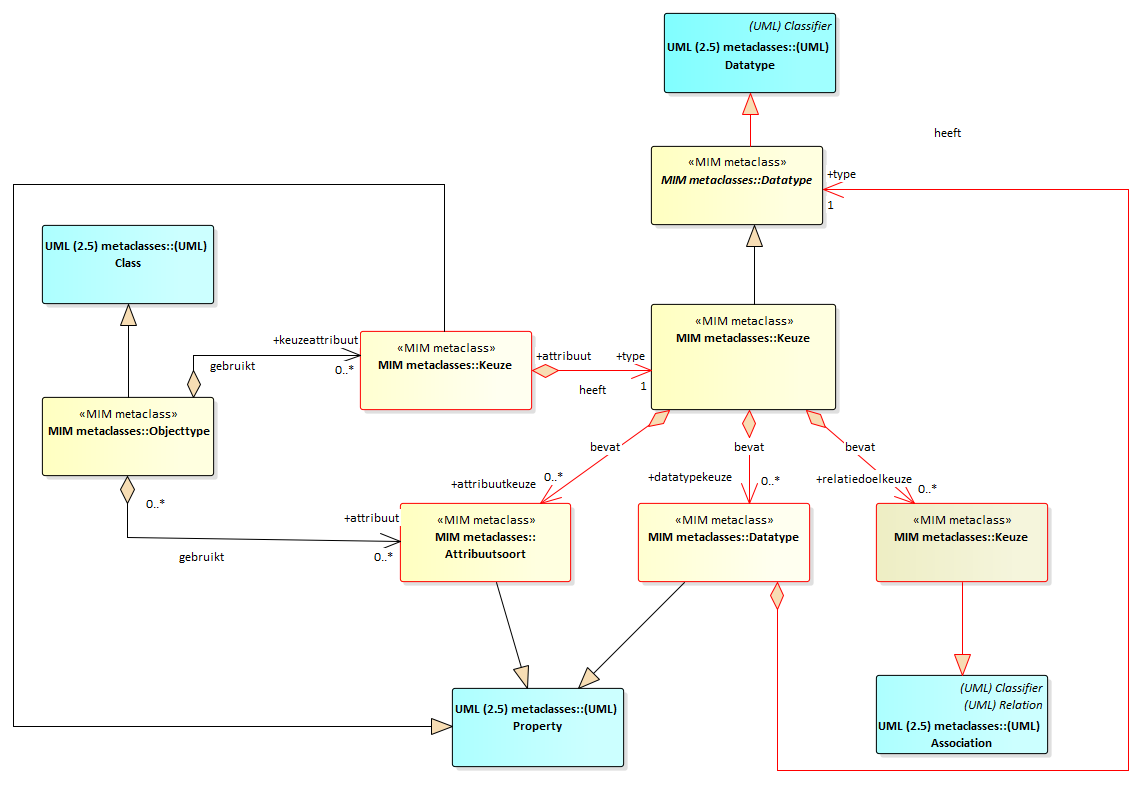 (UML) Classifier
UML (2.5) metaclasses::(UML)
Datatype
heeft
«MIM metaclass»
MIM metaclasses::Datatype
+type
1
UML (2.5) metaclasses::(UML)
Class
«MIM metaclass»
MIM metaclasses::Keuze
+keuzeattribuut
0..*
gebruikt
«MIM metaclass»
MIM metaclasses::Keuze
+attribuut
+type
1
heeft
«MIM metaclass»
MIM metaclasses::Objecttype
bevat
bevat
bevat
+attribuutkeuze
0..*
+datatypekeuze
0..*
+relatiedoelkeuze
0..*
0..*
+attribuut
0..*
gebruikt
«MIM metaclass»
MIM metaclasses::
Attribuutsoort
«MIM metaclass»
MIM metaclasses::Datatype
«MIM metaclass»
MIM metaclasses::Keuze
UML (2.5) metaclasses::(UML)
Property
(UML) Classifier
(UML) Relation
UML (2.5) metaclasses::(UML)
Association